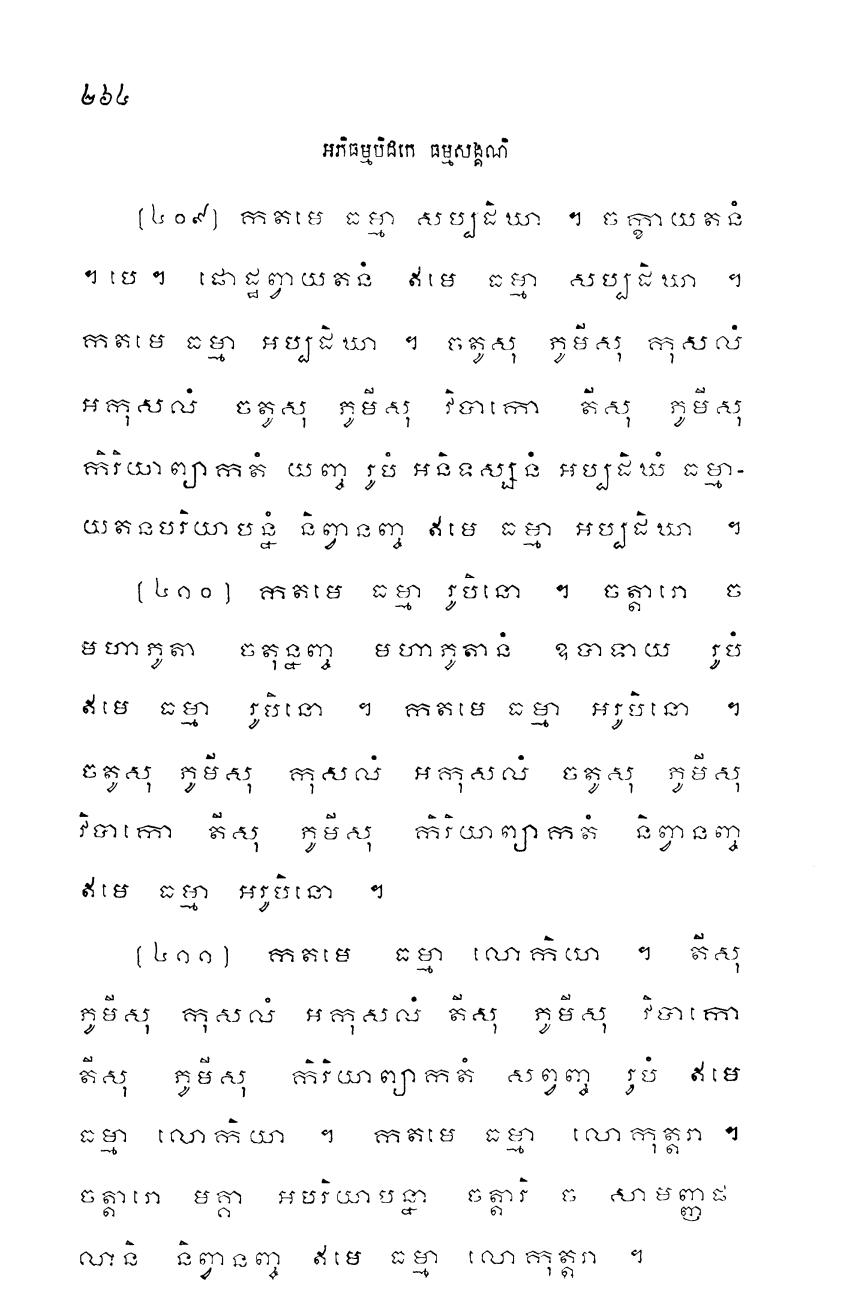 ២៦៤
អភិធម្មបិដកេ ធម្មសង្គណិ
(៤០៩) កតមេ ធម្មា សប្បដិឃា ។ ចក្ខាយតនំ
។ បេ ។ ផោដ្ឋព្វាយតនំ ឥមេ ធម្មា សប្បដិឃា ។
កតមេ ធម្មា អប្បដិឃា ។ ចតូសុ ភូមីសុ កុសលំ
អកុសលំ ចតូសុ ភូមីសុ វិបាកោ តីសុ ភូមីសុ
កិរិយាព្យាកតំ យញ្ច រូបំ អនិទស្សនំ អប្បដិឃំ ធម្មា-
យតនបរិយាបន្នំ និព្វានញ្ច ឥមេ ធម្មា អប្បដិឃា ។
(៤១០) កតមេ ធម្មា រូបិនោ ។ ចត្តារោ ច
មហាភូតា ចតុន្នញ្ច មហាភូតានំ ឧបាទាយ រូបំ
ឥមេ ធម្មា រូបិនោ ។ កតមេ ធម្មា អរូបិនោ ។
ចតូសុ ភូមីសុ កុសលំ អកុសលំ ចតូសុ ភូមីសុ
វិបាកោ តីសុ ភូមីសុ កិរិយាព្យាកតំ និព្វានញ្ច
ឥមេ ធម្មា អរូបិនោ ។
(៤១១) កតមេ ធម្មា លោកិយា ។ តីសុ
ភូមីសុ កុសលំ អកុសលំ តីសុ ភូមីសុ វិបាកោ
តីសុ ភូមីសុ កិរិយាព្យាកតំ សព្វញ្ច រូបំ ឥមេ
ធម្មា លោកិយា ។ កតមេ ធម្មា លោកុត្តរា ។
ចត្តារោ មគ្គា អបរិយាបន្នា ចត្តារិ ច សាមញ្ញផ
លានិ និព្វានញ្ច ឥមេ ធម្មា លោកុត្តរា ។